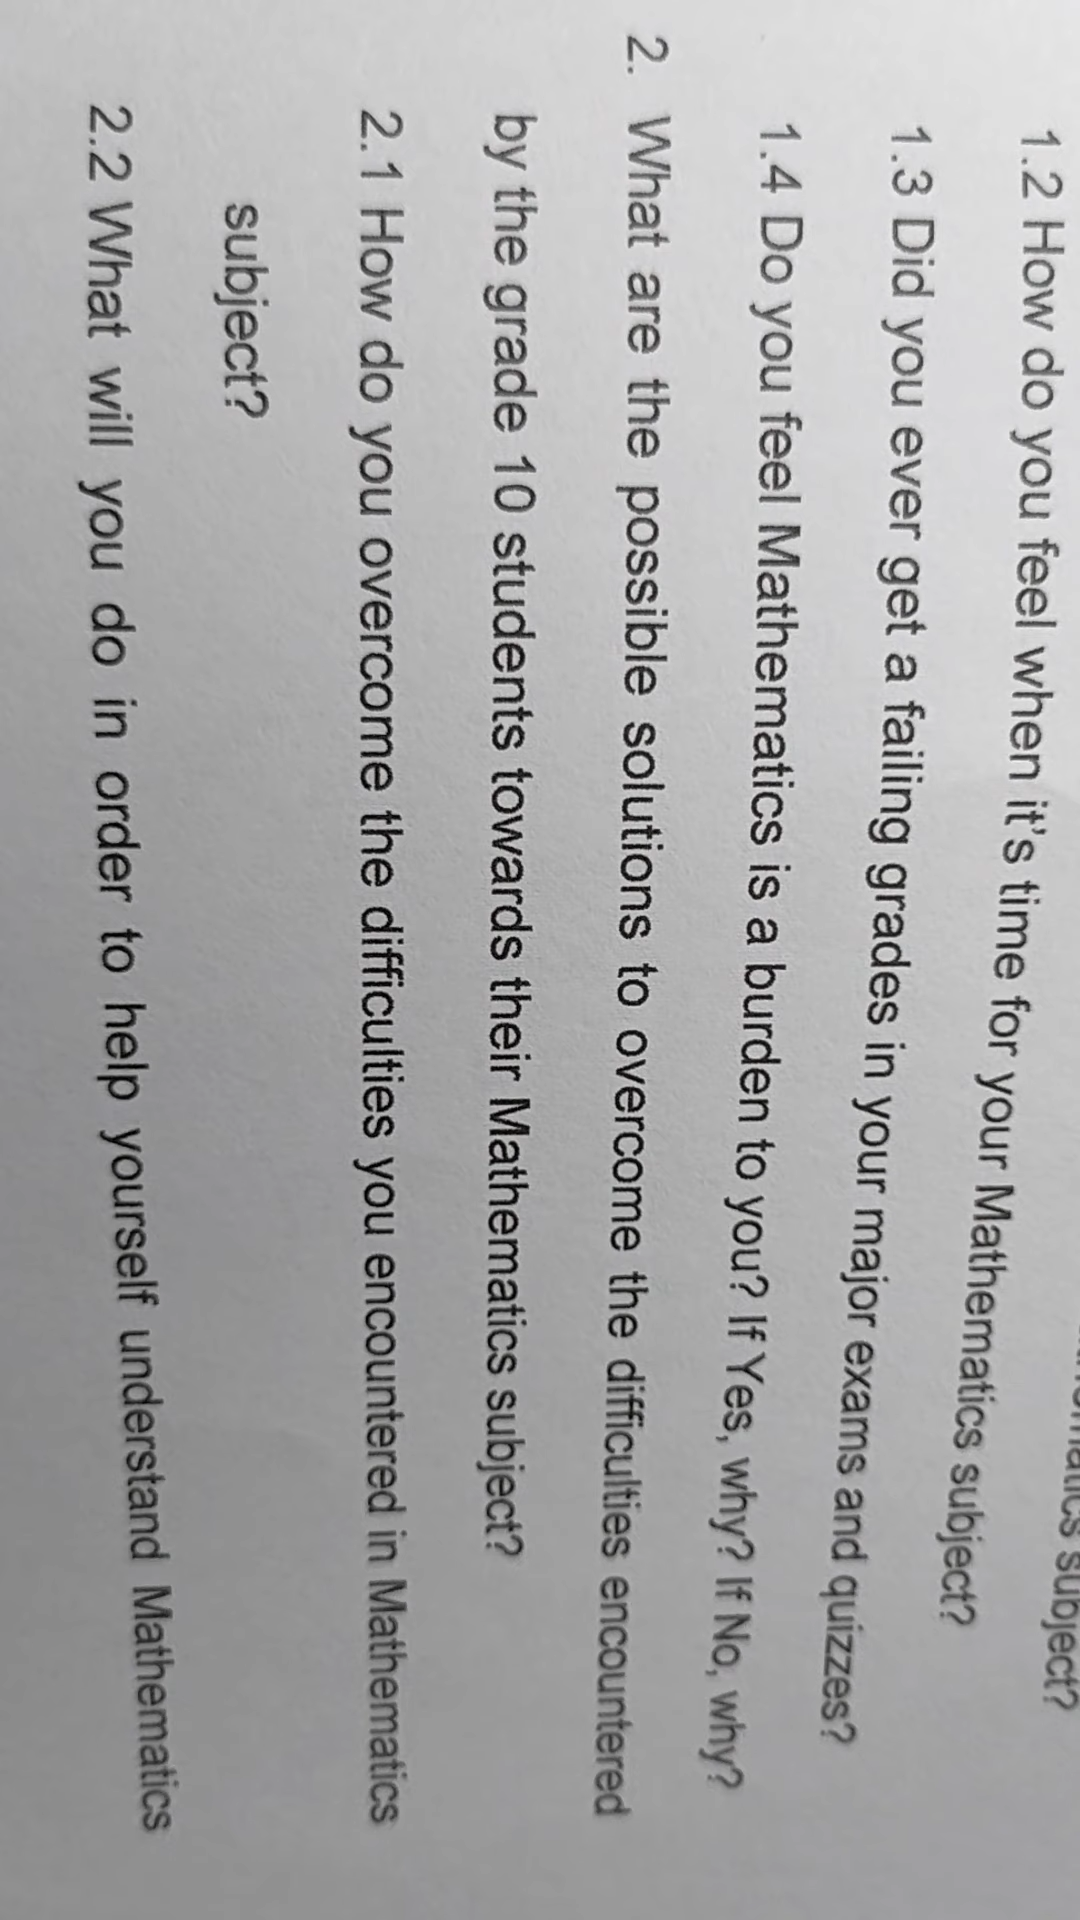 subject?
1.2 How do you feel when it's time for your Mathematics subject?
1.3 Did you ever get a failing grades in your major exams and quizzes?
1.4 Do you feel Mathematics is a burden to you? If Yes, why? If No, why?
2. What are the possible solutions to overcome the difficulties encountered
by the grade 10 students towards their Mathematics subject?
2.1 How do you overcome the difficulties you encountered in Mathematics
subject?
2.2 What will you do in order to help yourself understand Mathematics